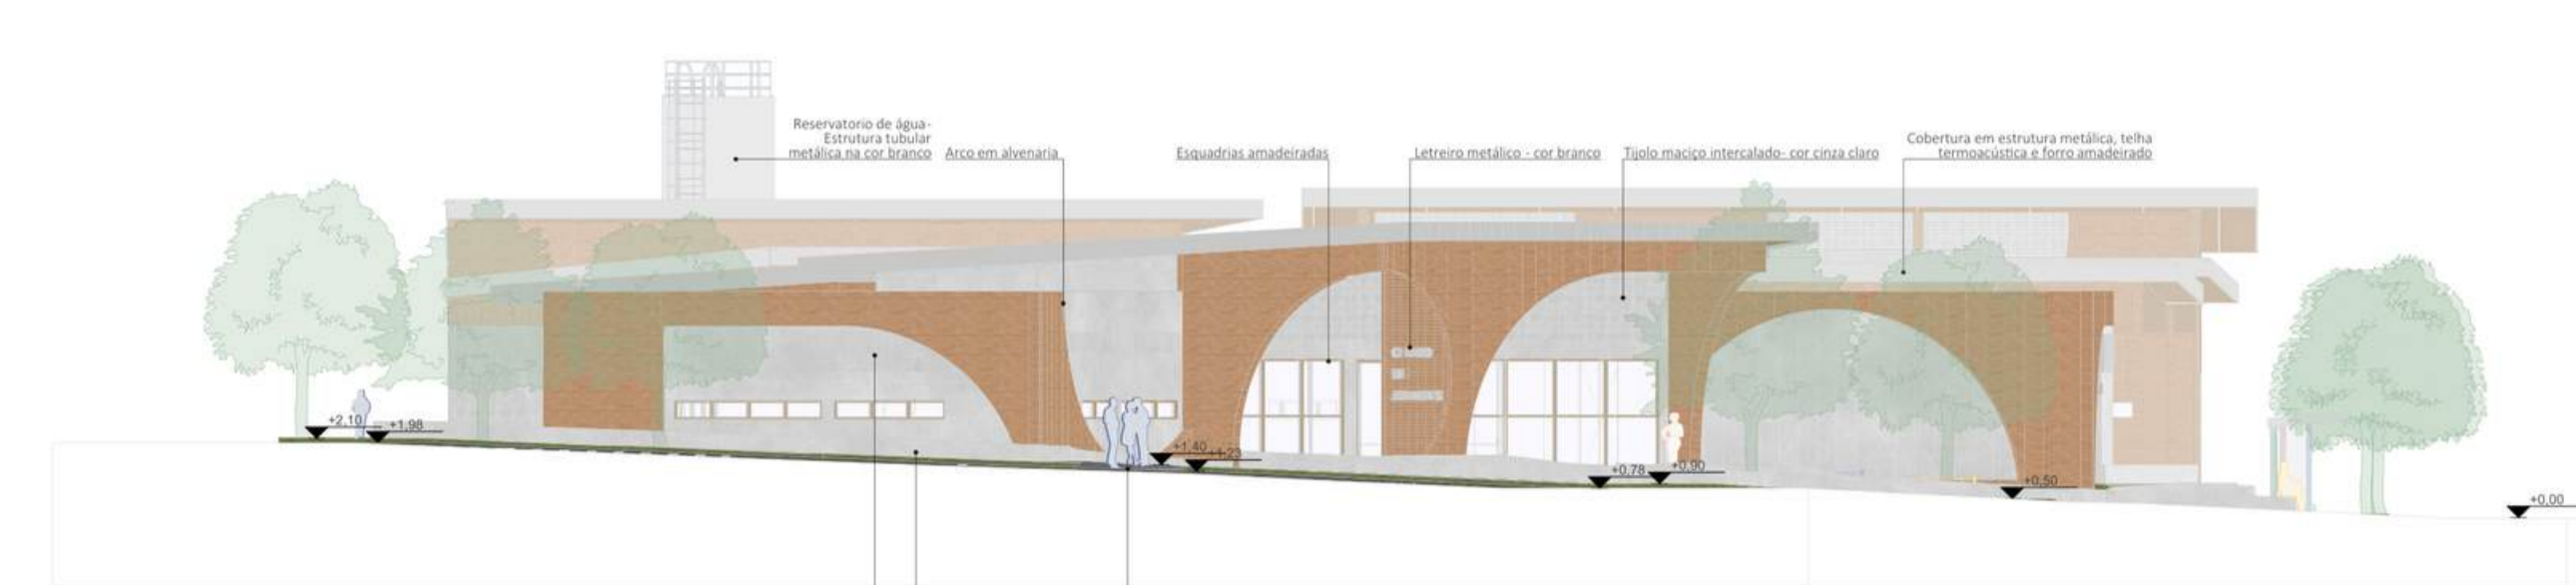 Reservatorio de água-
Estrutura tubular
metálica na cor branco
Arco em alvenaria
Esquadrias amadeiradas
Letreiro metálico - cor branco
Tijolo maciço intercalado- cor cinza claro
Cobertura em estrutura metálica, telha
termoacústica e forro amadeirado
+2,10
+1,98
+1,40
+1,23
+0,78
+0,90
+0,50
+0,00